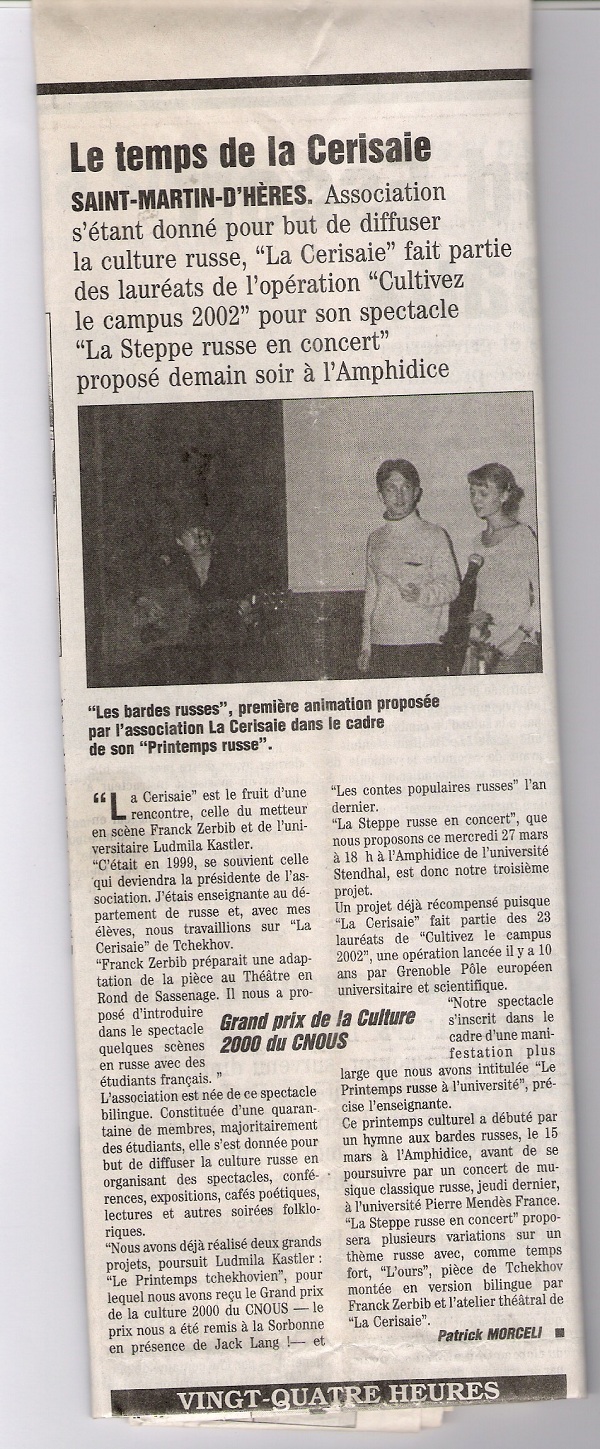 Le temps de la Cerisaie
SAINT-MARTIN-D'HÈRES. Association
s'étant donné pour but de diffuser
la culture russe, “La Cerisaie” fait partie
des lauréats de l'opération “Cultivez
le campus 2002” pour son spectacle
“La Steppe russe en concert”
proposé demain soir à l'Amphidice
“Les bardes russes”, première animation proposée
par l'association La Cerisaie dans le cadre
de son “Printemps russe”.
“La Cerisaie” est le fruit d'une
rencontre, celle du metteur
en scène Franck Zerbib et de l'uni-
versitaire Ludmila Kastler.
“C'était en 1999, se souvient celle
qui deviendra la présidente de l'as-
sociation. J'étais enseignante au dé-
partement de russe et, avec mes
élèves, nous travaillions sur “La
Cerisaie” de Tchekhov.
“Franck Zerbib préparait une adap-
tation de la pièce au Théâtre en
Rond de Sassenage. Il nous a pro-
posé d'introduire
dans le spectacle
quelques scènes
en russe avec des
étudiants français. ”
L'association est née de ce spectacle
bilingue. Constituée d'une quaran-
taine de membres, majoritairement
des étudiants, elle s'est donnée pour
but de diffuser la culture russe en
organisant des spectacles, confé-
rences, expositions, cafés poétiques,
lectures et autres soirées folklo-
riques.
“Nous avons déjà réalisé deux grands
projets, poursuit Ludmila Kastler :
“Le Printemps tchekhovien”, pour
lequel nous avons reçu le Grand prix
de la culture 2000 du CNOUS — le
prix nous a été remis à la Sorbonne
en présence de Jack Lang !— et
Grand prix de la Culture
2000 du CNOUS
“Les contes populaires russes” l'an
dernier.
“La Steppe russe en concert”, que
nous proposons ce mercredi 27 mars
à 18 h à l'Amphidice de l'université
Stendhal, est donc notre troisième
projet.
Un projet déjà récompensé puisque
“La Cerisaie” fait partie des 23
lauréats de “Cultivez le campus
2002”, une opération lancée il y a 10
ans par Grenoble Pôle européen
universitaire et scientifique.
“Notre spectacle
s'inscrit dans le
cadre d'une mani-
festation plus
large que nous avons intitulée “Le
Printemps russe à l'université”, pré-
cise l'enseignante.
Ce printemps culturel a débuté par
un hymne aux bardes russes, le 15
mars à l'Amphidice, avant de se
poursuivre par un concert de mu-
sique classique russe, jeudi dernier,
à l'université Pierre Mendès France.
“La Steppe russe en concert” propo-
sera plusieurs variations sur un
thème russe avec, comme temps
fort, “L'ours”, pièce de Tchekhov
montée en version bilingue par
Franck Zerbib et l'atelier théâtral de
“La Cerisaie”.
Patrick MORCELI
VINGT-QUATRE HEURES